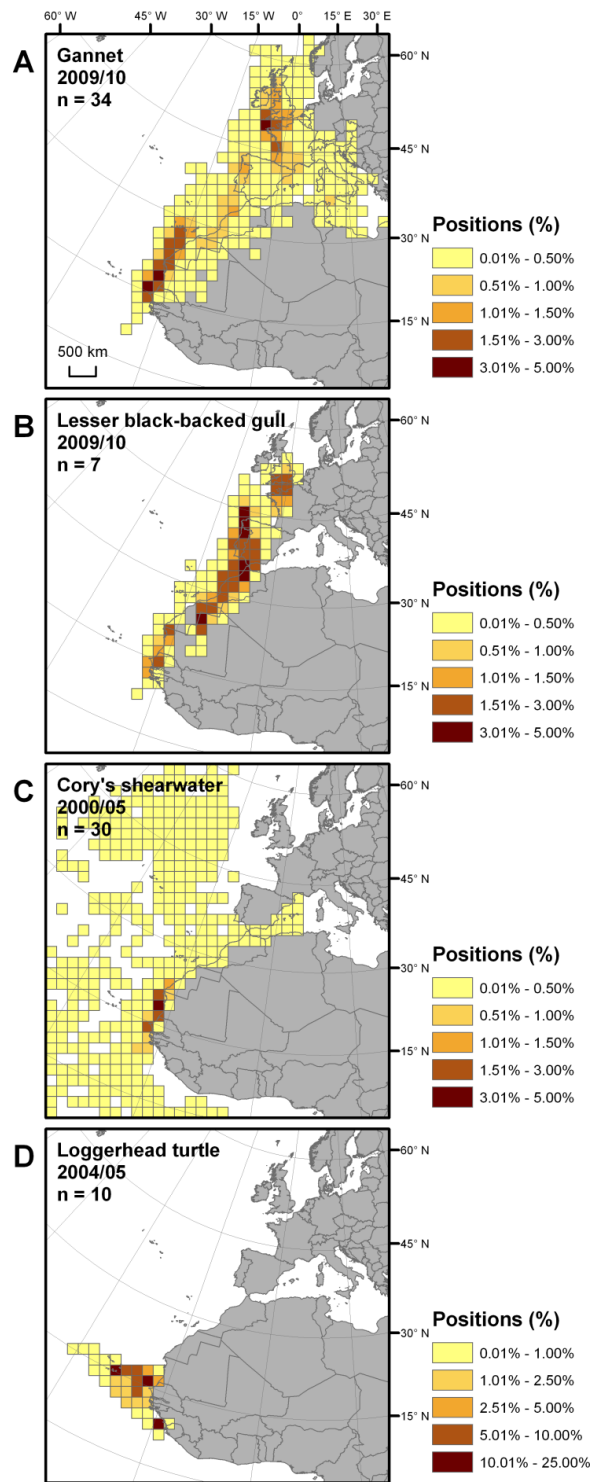 60° W 45° W 30° W 15° W 0° 15° E 30° E
A
Gannet
2009/10
n = 34
60° N
45° N
30° N
15° N
500 km
Positions (%)
0.01% - 0.50%
0.51% - 1.00%
1.01% - 1.50%
1.51% - 3.00%
3.01% - 5.00%
B
Lesser black-backed gull
2009/10
n = 7
60° N
45° N
30° N
15° N
Positions (%)
0.01% - 0.50%
0.51% - 1.00%
1.01% - 1.50%
1.51% - 3.00%
3.01% - 5.00%
C
Cory's shearwater
2000/05
n = 30
60° N
45° N
30° N
15° N
Positions (%)
0.01% - 0.50%
0.51% - 1.00%
1.01% - 1.50%
1.51% - 3.00%
3.01% - 5.00%
D
Loggerhead turtle
2004/05
n = 10
60° N
45° N
30° N
15° N
Positions (%)
0.01% - 1.00%
1.01% - 2.50%
2.51% - 5.00%
5.01% - 10.00%
10.01% - 25.00%